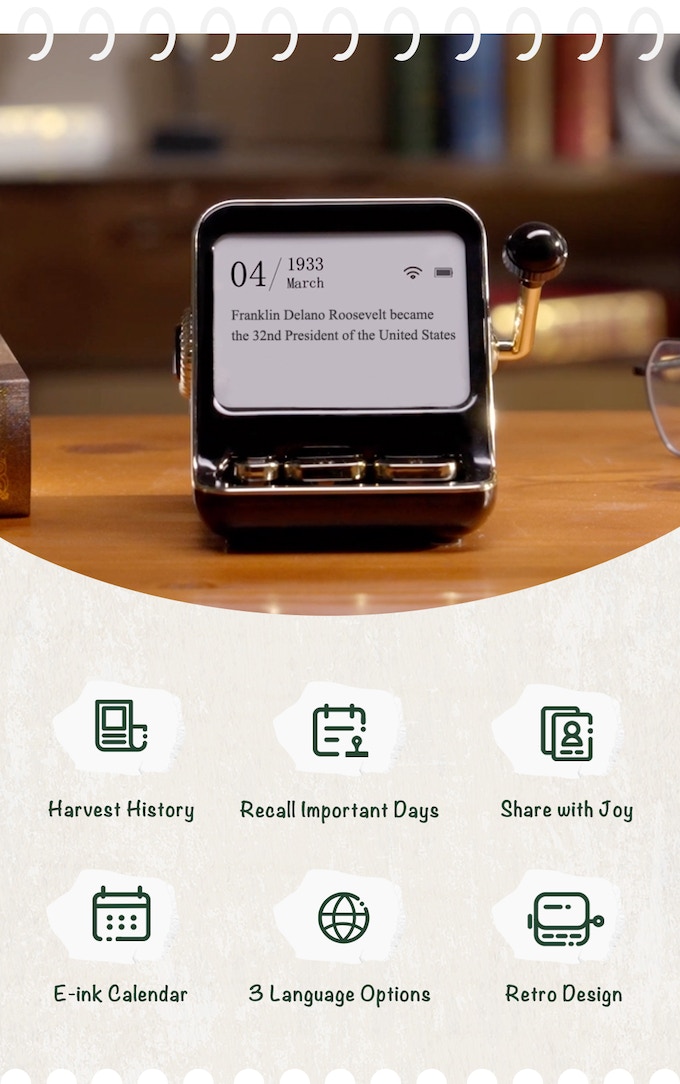 04/ 1933
March
Franklin Delano Roosevelt became
the 32nd President of the United States
Harvest History
Recall Important Days
Share with Joy
E-ink Calendar
3 Language Options
Retro Design